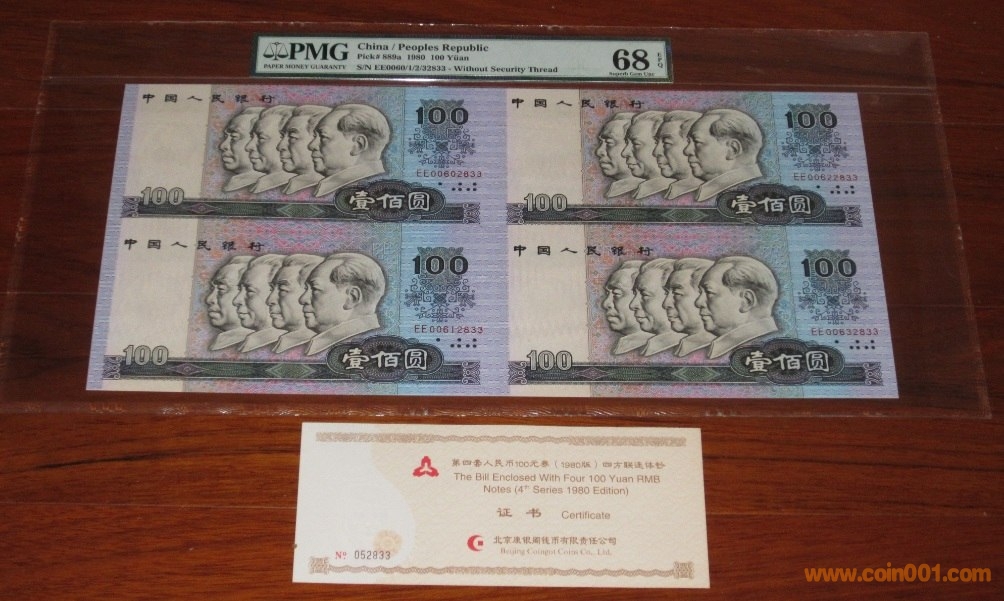 PMG
PAPER MONEY GUARANTY
China / Peoples Republic
Pick# 889a 1980 100 Yüan
S/N EE0060/1/2/32833 - Without Security Thread
68 EPQ
Superb Gem Unc
中国人民银行
100
EE00602833
100
壹佰圆
中国人民银行
100
EE00622833
100
壹佰圆
中国人民银行
100
EE00612833
100
壹佰圆
中国人民银行
100
EE00632833
100
壹佰圆
第四套人民币100元券(1980版)四方联连体钞
The Bill Enclosed With Four 100 Yuan RMB
Notes (4th Series 1980 Edition)
证书 Certificate
北京康银阁钱币有限责任公司
Beijing Coingot Coins Co., Ltd.
№ 052833
www.coin001.com